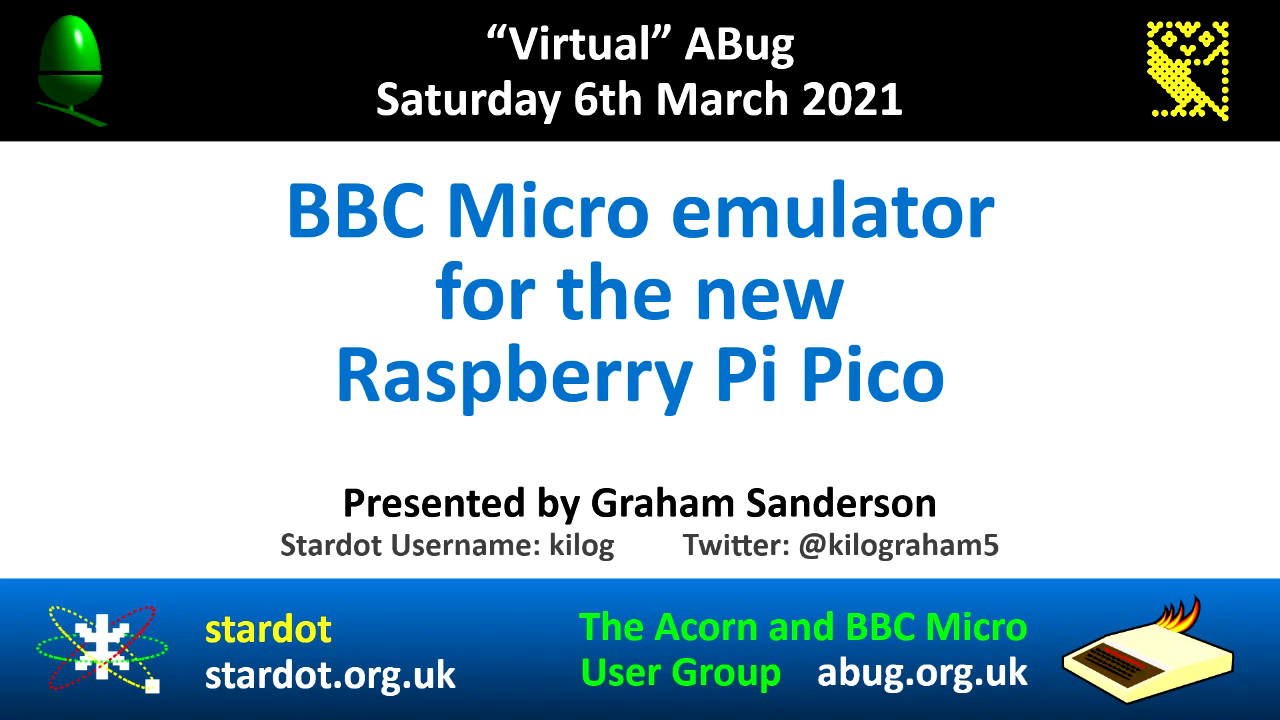 “Virtual” ABug
Saturday 6th March 2021
BBC Micro emulator
for the new
Raspberry Pi Pico
Presented by Graham Sanderson
Stardot Username: kilog Twitter: @kilograham5
stardot
stardot.org.uk
The Acorn and BBC Micro
User Group abug.org.uk